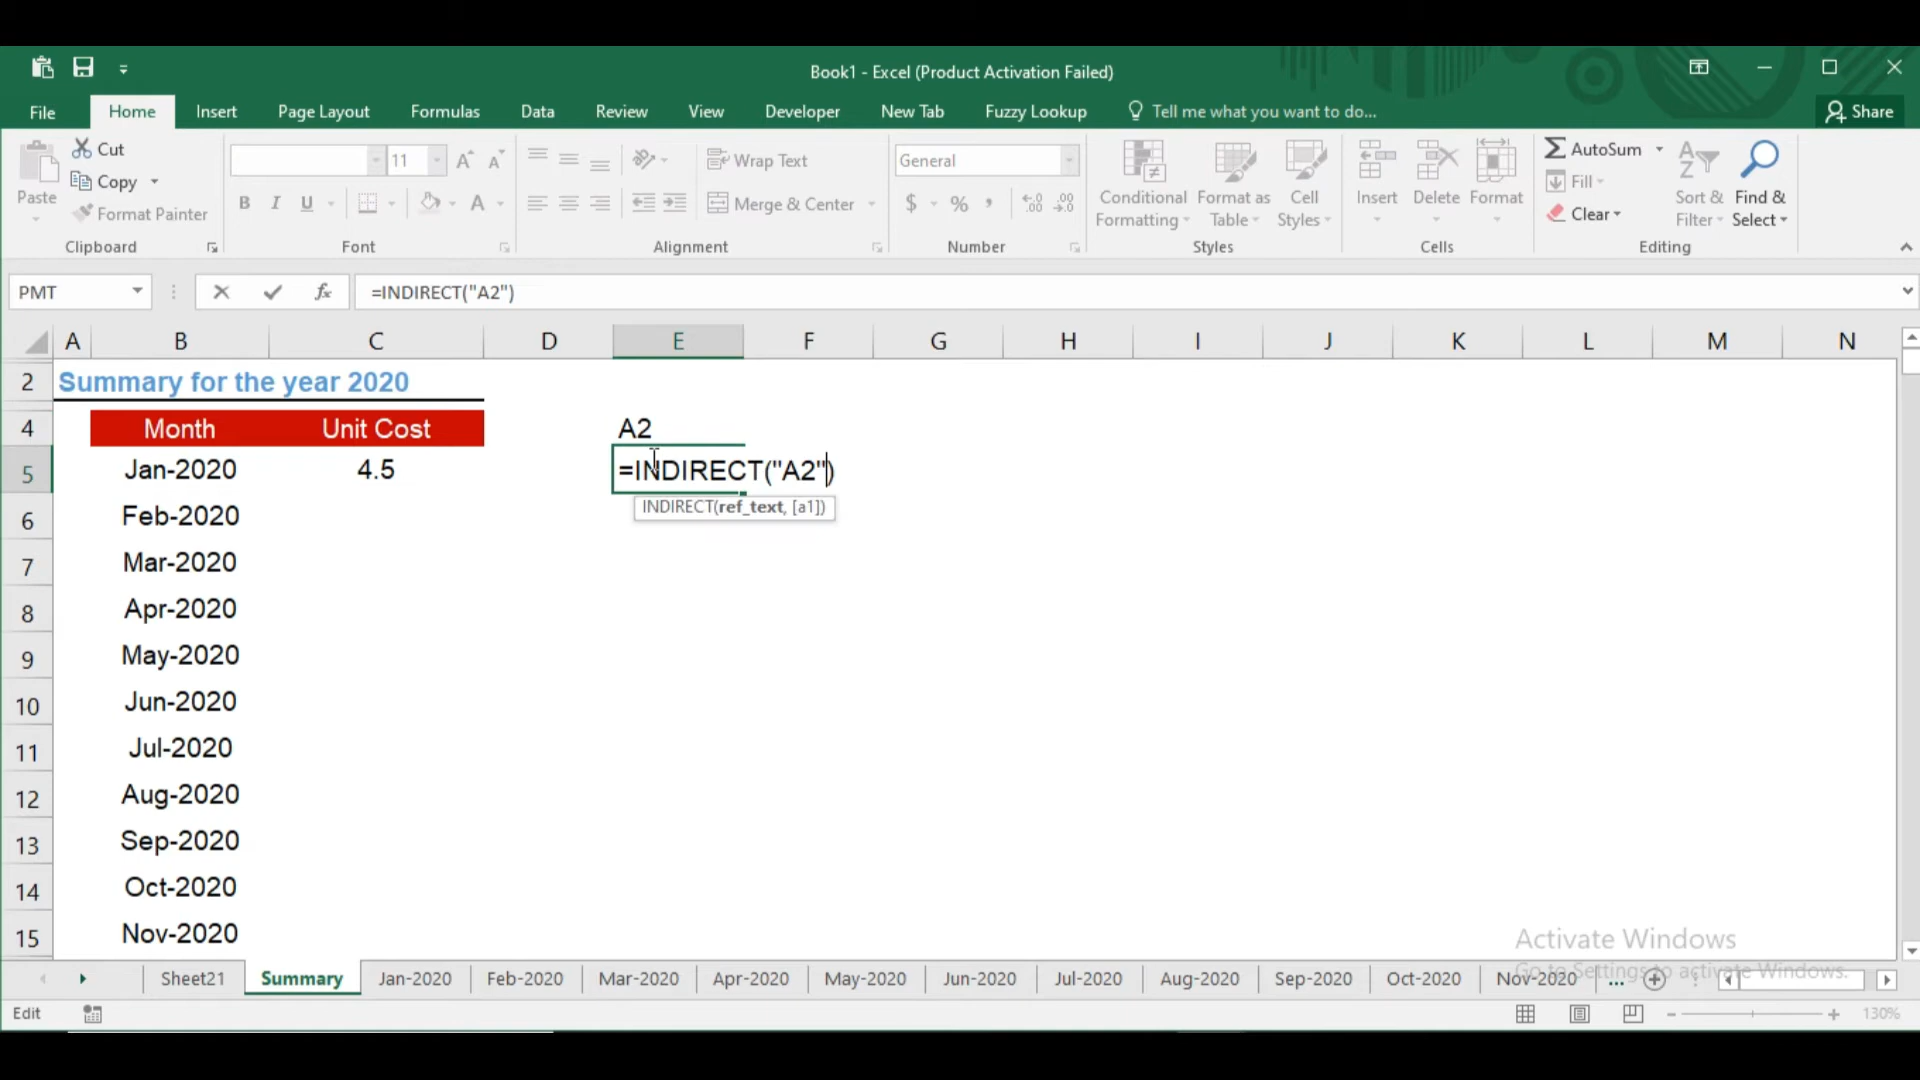 Book1 - Excel (Product Activation Failed)
File Home Insert Page Layout Formulas Data Review View Developer New Tab Fuzzy Lookup Tell me what you want to do... Share
Paste
Cut
Copy
Format Painter
Clipboard
11
B I U
Font
Wrap Text
Merge & Center
Alignment
General
$ % ,
Number
Conditional Formatting
Format as Table
Cell Styles
Styles
Insert Delete Format
Cells
AutoSum
Fill
Clear
Sort & Filter
Find & Select
Editing
PMT fx =INDIRECT("A2")
A B C D E F G H I J K L M N
2 Summary for the year 2020
4 Month Unit Cost A2
5 Jan-2020 4.5 =INDIRECT("A2")
INDIRECT(ref_text, [a1])
6 Feb-2020
7 Mar-2020
8 Apr-2020
9 May-2020
10 Jun-2020
11 Jul-2020
12 Aug-2020
13 Sep-2020
14 Oct-2020
15 Nov-2020
Activate Windows
Go to Settings to activate Windows.
Sheet21 Summary Jan-2020 Feb-2020 Mar-2020 Apr-2020 May-2020 Jun-2020 Jul-2020 Aug-2020 Sep-2020 Oct-2020 Nov-2020 ...
Edit 130%